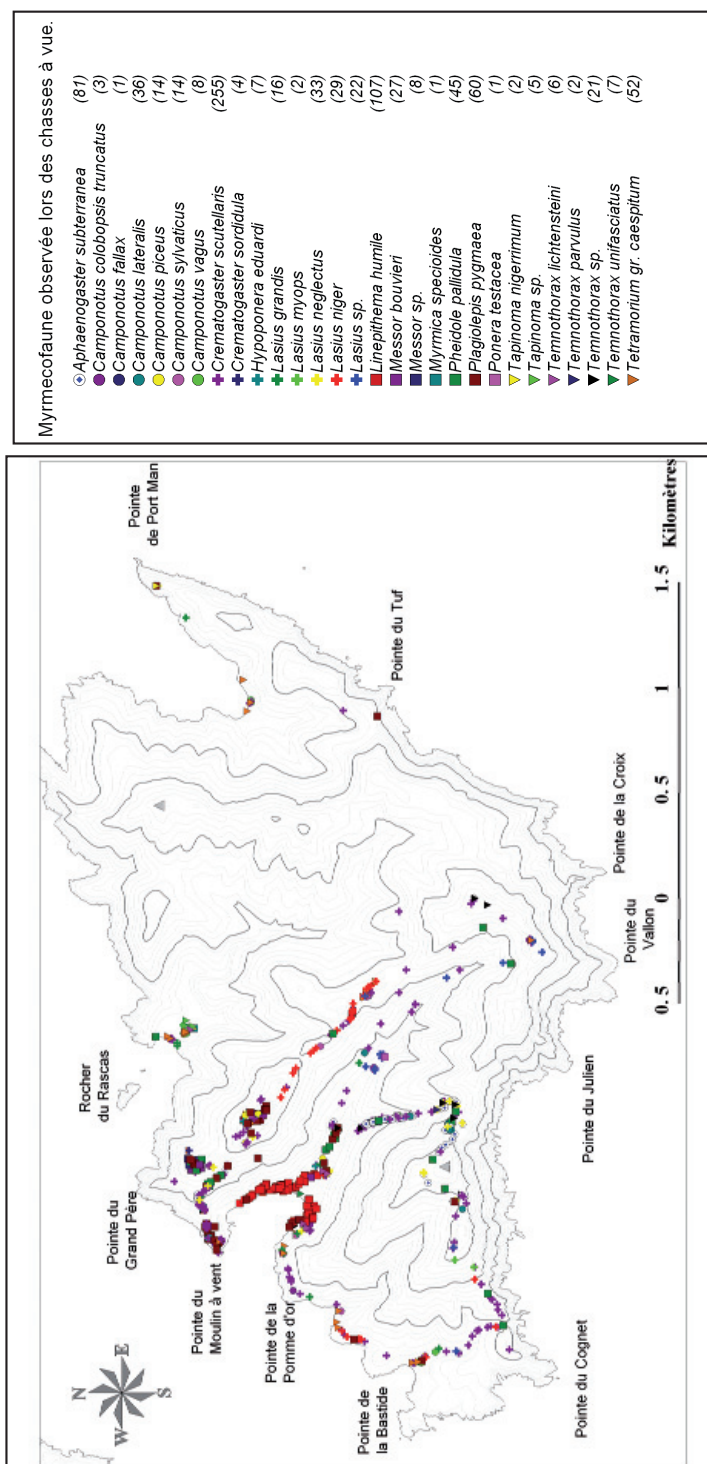 Myrmecofaune observée lors des chasses à vue.
Aphaenogaster subterranea (81)
Camponotus colobopsis truncatus (3)
Camponotus fallax (1)
Camponotus lateralis (36)
Camponotus piceus (14)
Camponotus sylvaticus (14)
Camponotus vagus (8)
Crematogaster scutellaris (255)
Crematogaster sordidula (4)
Hypoponera eduardi (7)
Lasius grandis (16)
Lasius myops (2)
Lasius neglectus (33)
Lasius niger (29)
Lasius sp. (22)
Linepithema humile (107)
Messor bouvieri (27)
Messor sp. (8)
Myrmica specioides (1)
Pheidole pallidula (45)
Plagiolepis pygmaea (60)
Ponera testacea (1)
Tapinoma nigerrimum (2)
Tapinoma sp. (5)
Temnothorax lichtensteini (6)
Temnothorax parvulus (2)
Temnothorax sp. (21)
Temnothorax unifasciatus (7)
Tetramorium gr. caespitum (52)
N
W E
S
Pointe
de Port Man
Rocher
du Rascas
Pointe du
Grand Père
Pointe du
Moulin à vent
Pointe de la
Pomme d'or
Pointe de
la Bastide
Pointe du Cognet
Pointe du Julien
Pointe du
Vallon
Pointe de la Croix
Pointe du Tuf
0.5 0 0.5 1 1.5
Kilomètres